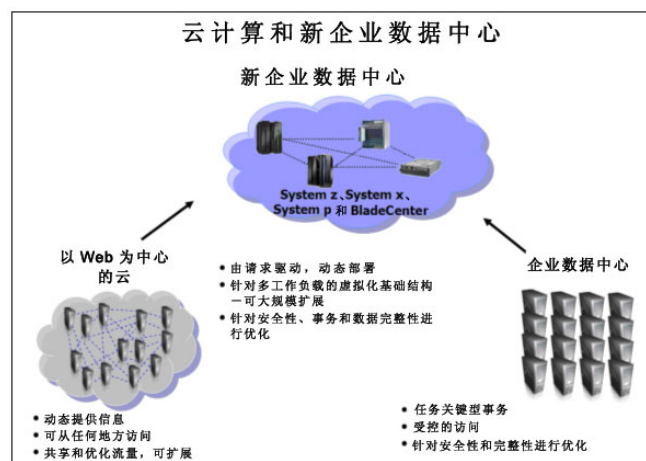 云计算和新企业数据中心
新企业数据中心
System z、System x、
System p 和 BladeCenter
以 Web 为中心
的云
• 由请求驱动，动态部署
• 针对多工作负载的虚拟化基础结构
－可大规模扩展
• 针对安全性、事务和数据完整性进
行优化
企业数据中心
• 动态提供信息
• 可从任何地方访问
• 共享和优化流量，可扩展
• 任务关键型事务
• 受控的访问
• 针对安全性和完整性进行优化